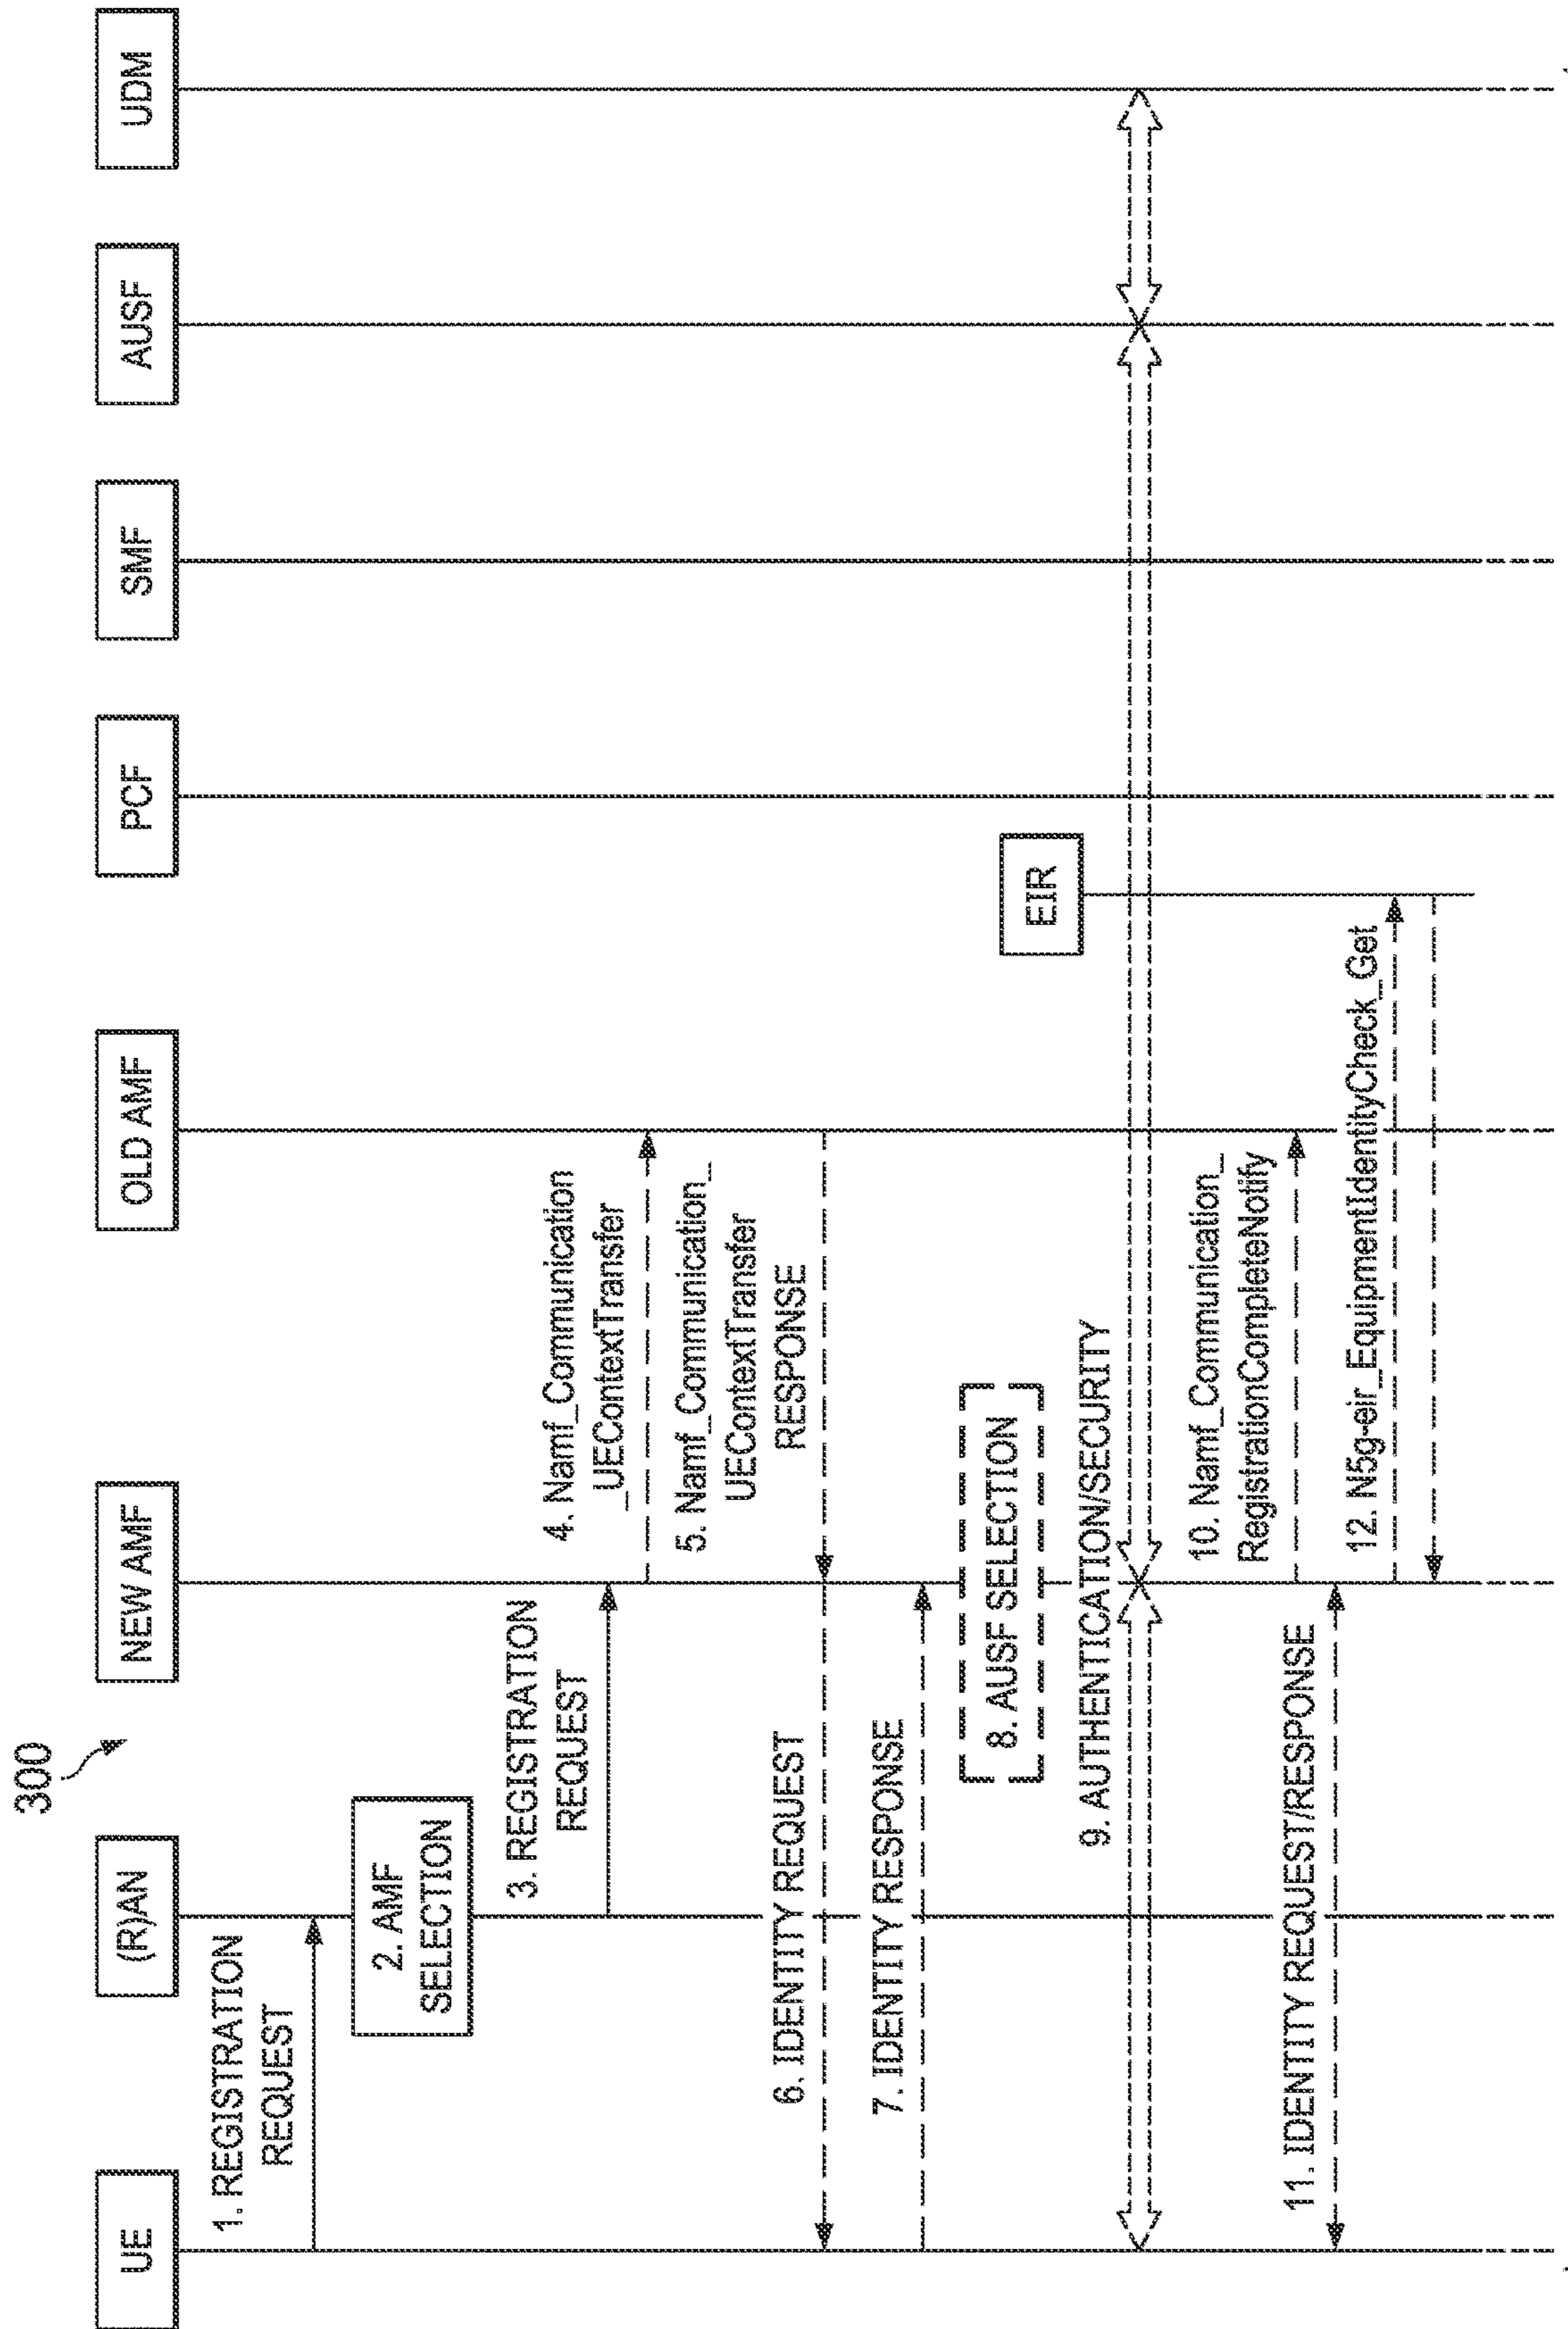 300
UE
(R)AN
NEW AMF
OLD AMF
PCF
SMF
AUSF
UDM
1. REGISTRATION
REQUEST
2. AMF
SELECTION
3. REGISTRATION
REQUEST
4. Namf_Communication
_UEContextTransfer
5. Namf_Communication_
UEContextTransfer
RESPONSE
6. IDENTITY REQUEST
7. IDENTITY RESPONSE
8. AUSF SELECTION
EIR
9. AUTHENTICATION/SECURITY
10. Namf_Communication_
RegistrationCompleteNotify
11. IDENTITY REQUEST/RESPONSE
12. N5g-eir_EquipmentIdentityCheck_Get